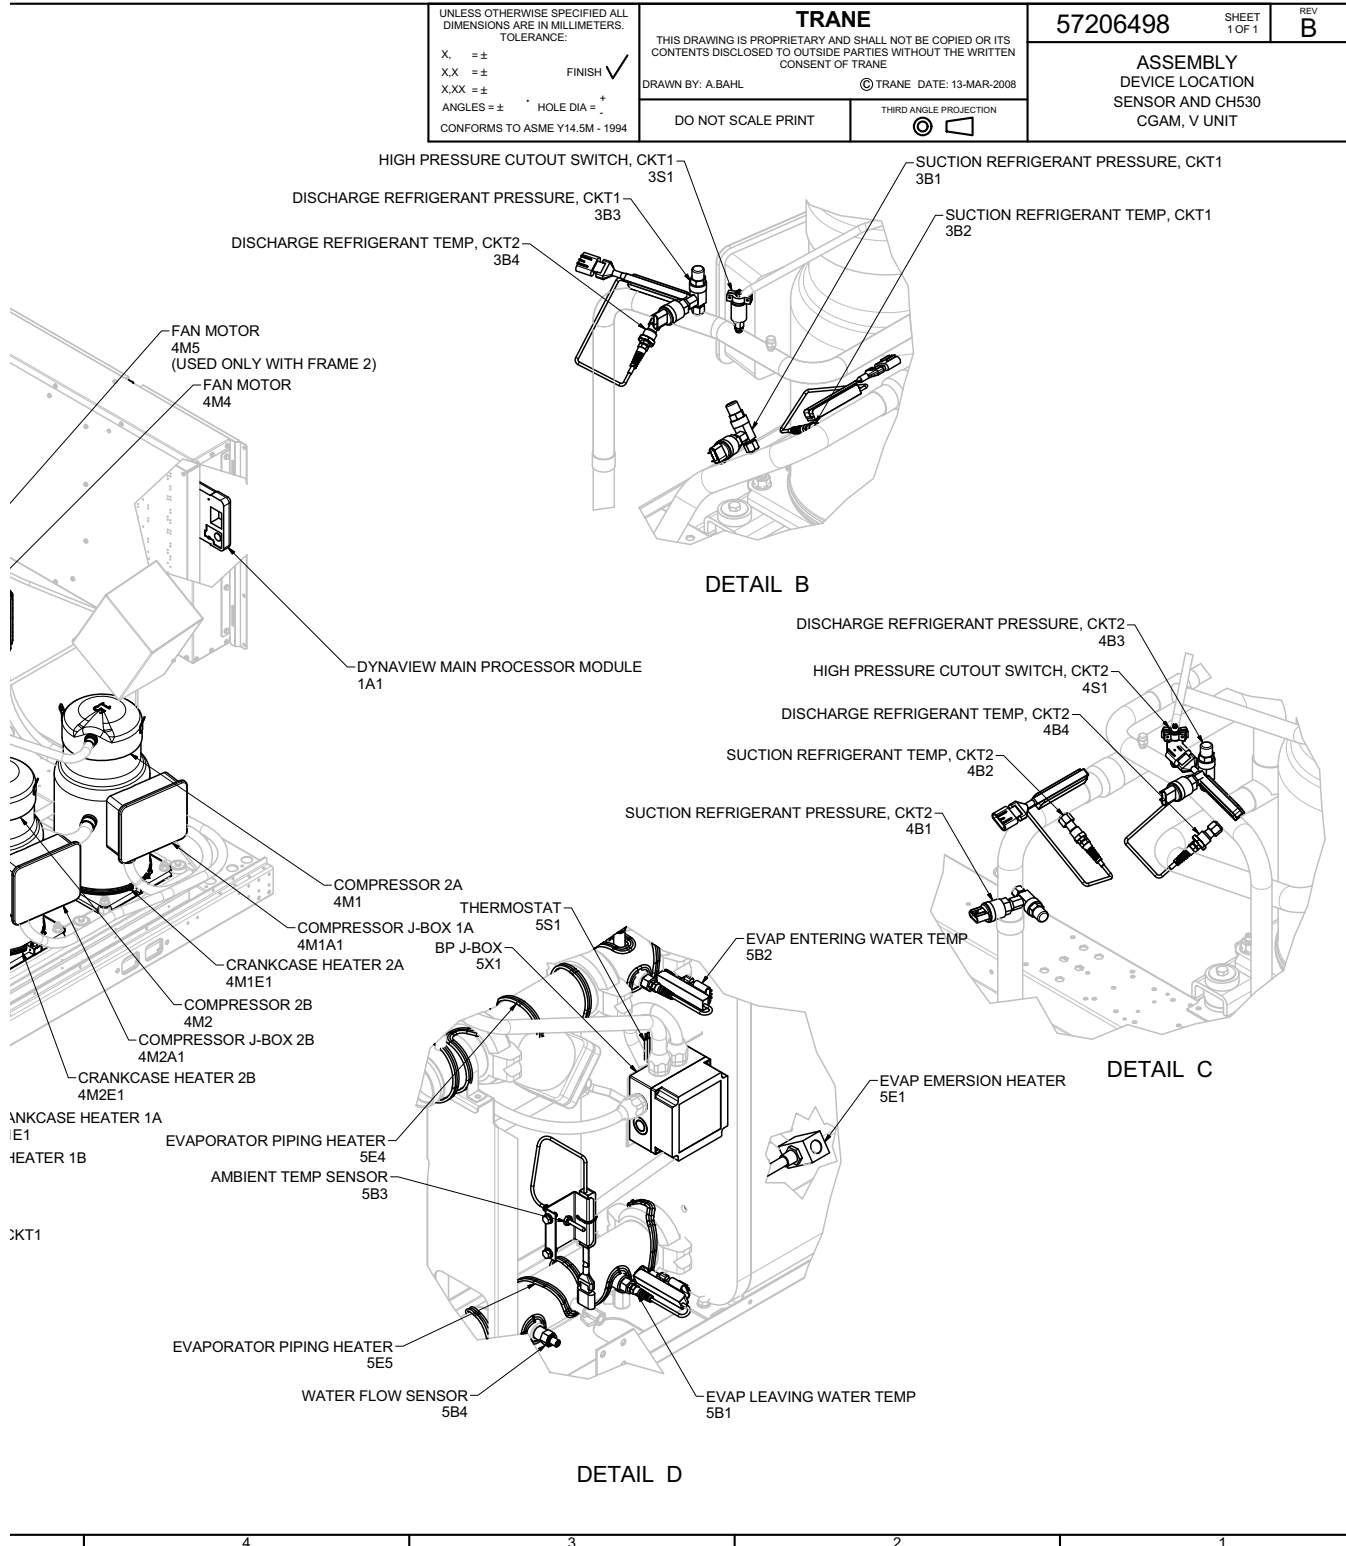 UNLESS OTHERWISE SPECIFIED ALL
DIMENSIONS ARE IN MILLIMETERS.
TOLERANCE:
X, = ±
X,X = ±
FINISH
X,XX = ±
ANGLES = ± ° HOLE DIA = + -
CONFORMS TO ASME Y14.5M - 1994
TRANE
THIS DRAWING IS PROPRIETARY AND SHALL NOT BE COPIED OR ITS
CONTENTS DISCLOSED TO OUTSIDE PARTIES WITHOUT THE WRITTEN
CONSENT OF TRANE
DRAWN BY: A.BAHL
© TRANE DATE: 13-MAR-2008
DO NOT SCALE PRINT
THIRD ANGLE PROJECTION
57206498
SHEET
1 OF 1
REV
B
ASSEMBLY
DEVICE LOCATION
SENSOR AND CH530
CGAM, V UNIT
HIGH PRESSURE CUTOUT SWITCH, CKT1
3S1
DISCHARGE REFRIGERANT PRESSURE, CKT1
3B3
DISCHARGE REFRIGERANT TEMP, CKT2
3B4
SUCTION REFRIGERANT PRESSURE, CKT1
3B1
SUCTION REFRIGERANT TEMP, CKT1
3B2
DETAIL B
FAN MOTOR
4M5
(USED ONLY WITH FRAME 2)
FAN MOTOR
4M4
DYNAVIEW MAIN PROCESSOR MODULE
1A1
DISCHARGE REFRIGERANT PRESSURE, CKT2
4B3
HIGH PRESSURE CUTOUT SWITCH, CKT2
4S1
DISCHARGE REFRIGERANT TEMP, CKT2
4B4
SUCTION REFRIGERANT TEMP, CKT2
4B2
SUCTION REFRIGERANT PRESSURE, CKT2
4B1
DETAIL C
COMPRESSOR 2A
4M1
COMPRESSOR J-BOX 1A
4M1A1
CRANKCASE HEATER 2A
4M1E1
COMPRESSOR 2B
4M2
COMPRESSOR J-BOX 2B
4M2A1
CRANKCASE HEATER 2B
4M2E1
ANKCASE HEATER 1A
IE1
HEATER 1B
CKT1
THERMOSTAT
5S1
BP J-BOX
5X1
EVAP ENTERING WATER TEMP
5B2
EVAP EMERSION HEATER
5E1
EVAPORATOR PIPING HEATER
5E4
AMBIENT TEMP SENSOR
5B3
EVAPORATOR PIPING HEATER
5E5
WATER FLOW SENSOR
5B4
EVAP LEAVING WATER TEMP
5B1
DETAIL D
4 3 2 1